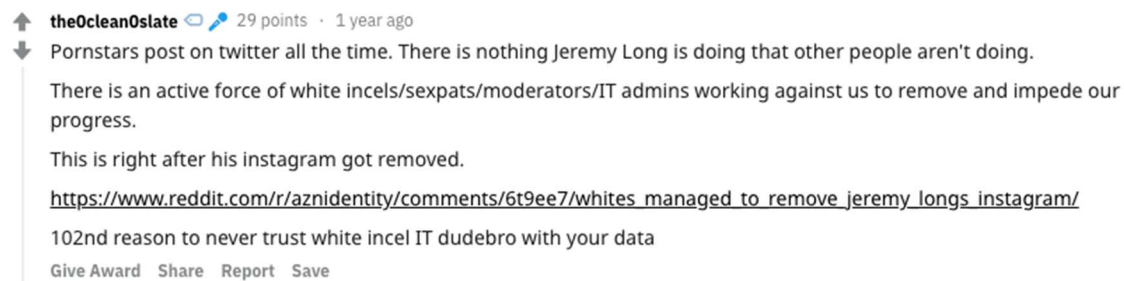 the0clean0slate 29 points · 1 year ago
Pornstars post on twitter all the time. There is nothing Jeremy Long is doing that other people aren't doing.
There is an active force of white incels/sexpats/moderators/IT admins working against us to remove and impede our
progress.
This is right after his instagram got removed.
https://www.reddit.com/r/aznidentity/comments/6t9ee7/whites_managed_to_remove_jeremy_longs_instagram/
102nd reason to never trust white incel IT dudebro with your data
Give Award Share Report Save